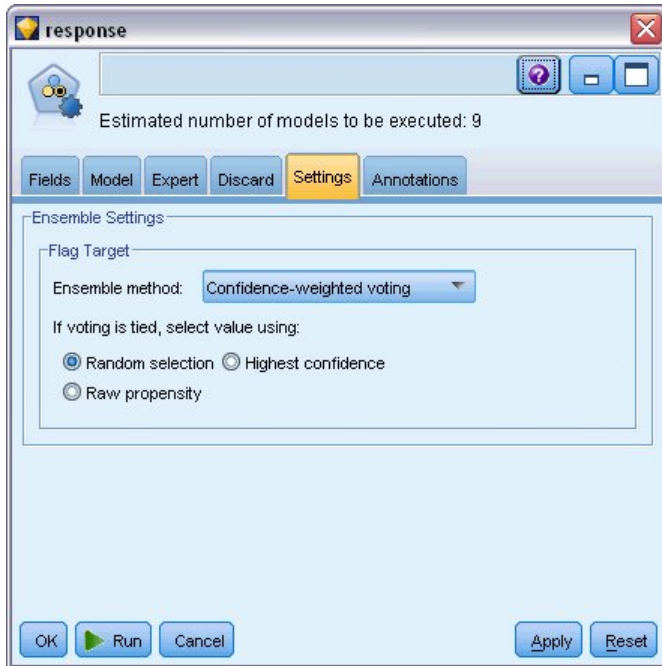 response
Estimated number of models to be executed: 9
Fields Model Expert Discard Settings Annotations
Ensemble Settings
Flag Target
Ensemble method: Confidence-weighted voting
If voting is tied, select value using:
Random selection Highest confidence
Raw propensity
OK Run Cancel Apply Reset